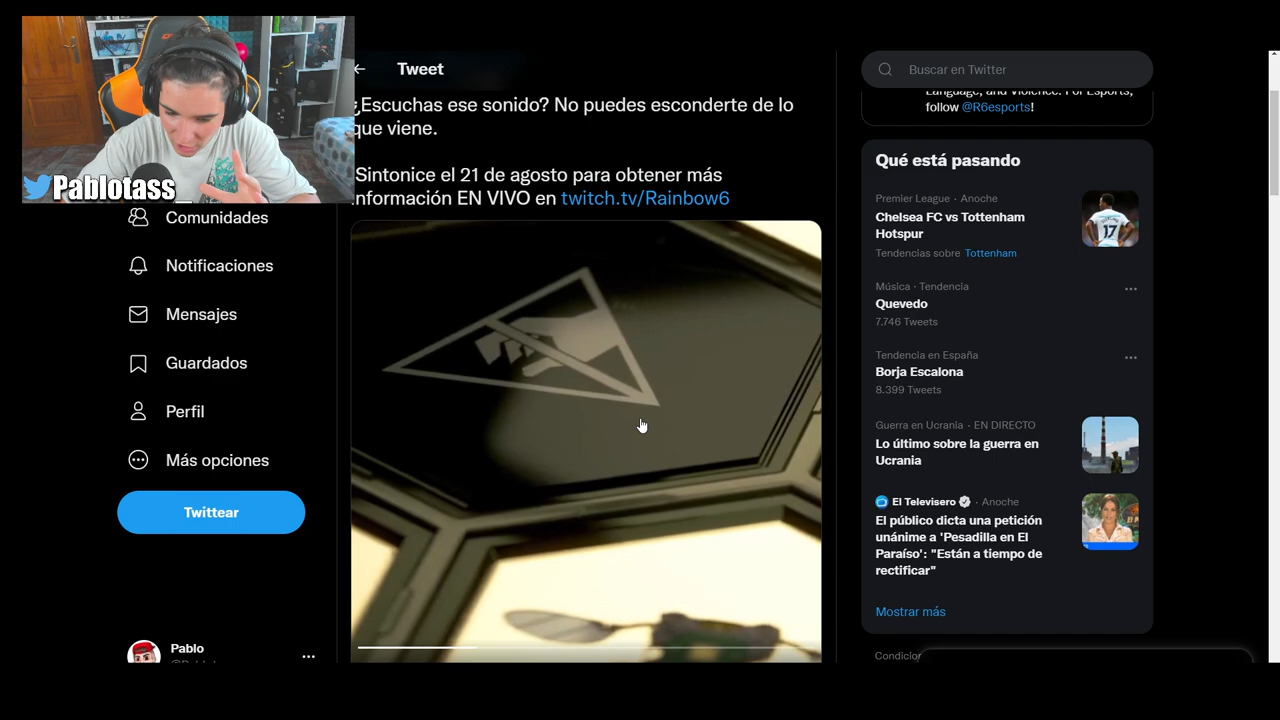 Pablotass_
Comunidades
Notificaciones
Mensajes
Guardados
Perfil
Más opciones
Twittear
Pablo
Tweet
¿Escuchas ese sonido? No puedes esconderte de lo
que viene.
Sintonice el 21 de agosto para obtener más
información EN VIVO en twitch.tv/Rainbow6
Buscar en Twitter
Language, and Violence. For Esports,
follow @R6esports!
Qué está pasando
Premier League · Anoche
Chelsea FC vs Tottenham
Hotspur
Tendencias sobre Tottenham
Música · Tendencia
Quevedo
7.746 Tweets
Tendencia en España
Borja Escalona
8.399 Tweets
Guerra en Ucrania · EN DIRECTO
Lo último sobre la guerra en
Ucrania
El Televisero · Anoche
El público dicta una petición
unánime a 'Pesadilla en El
Paraíso': "Están a tiempo de
rectificar"
Mostrar más